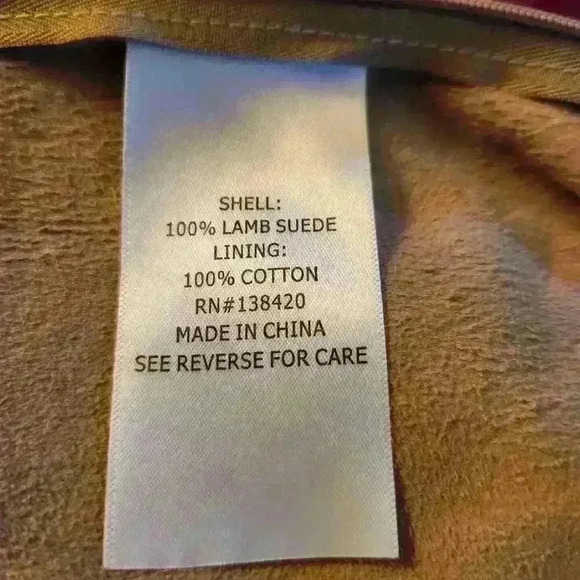 SHELL:
100% LAMB SUEDE
LINING:
100% COTTON
RN#138420
MADE IN CHINA
SEE REVERSE FOR CARE